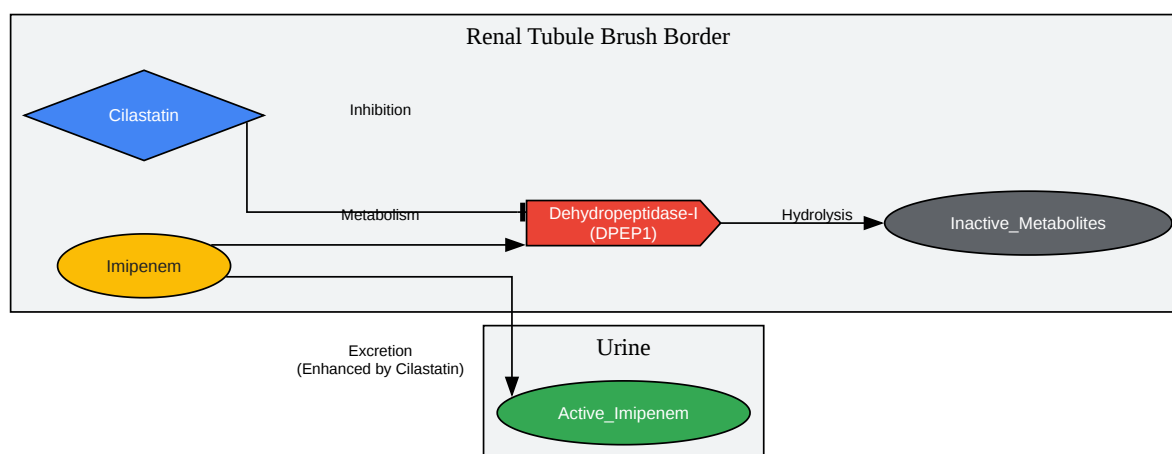 Renal Tubule Brush Border
Cilastatin
Inhibition
Metabolism
Dehydropeptidase-I
(DPEP1)
Hydrolysis
Inactive_Metabolites
Imipenem
Excretion
(Enhanced by Cilastatin)
Urine
Active_Imipenem